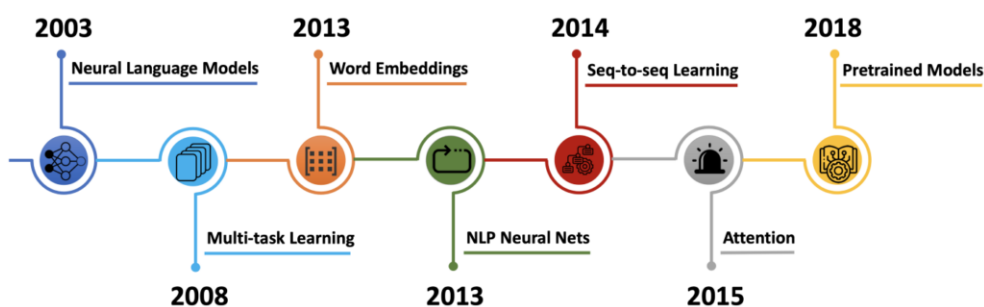 2003
2013
2014
2018
Neural Language Models
Word Embeddings
Seq-to-seq Learning
Pretrained Models
Multi-task Learning
NLP Neural Nets
Attention
2008
2013
2015